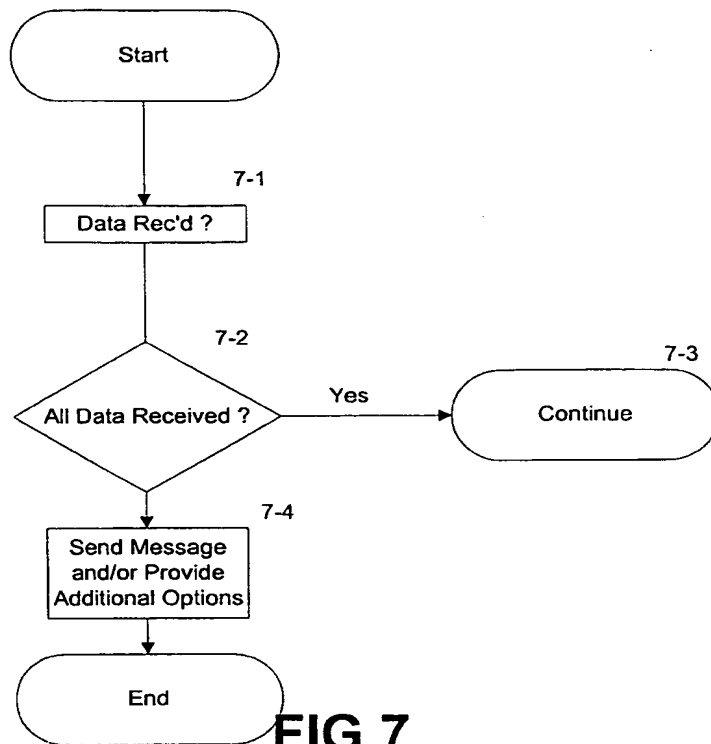 Start
7-1
Data Rec'd ?
7-2
All Data Received ?
Yes
7-3
Continue
7-4
Send Message
and/or Provide
Additional Options
End
FIG 7